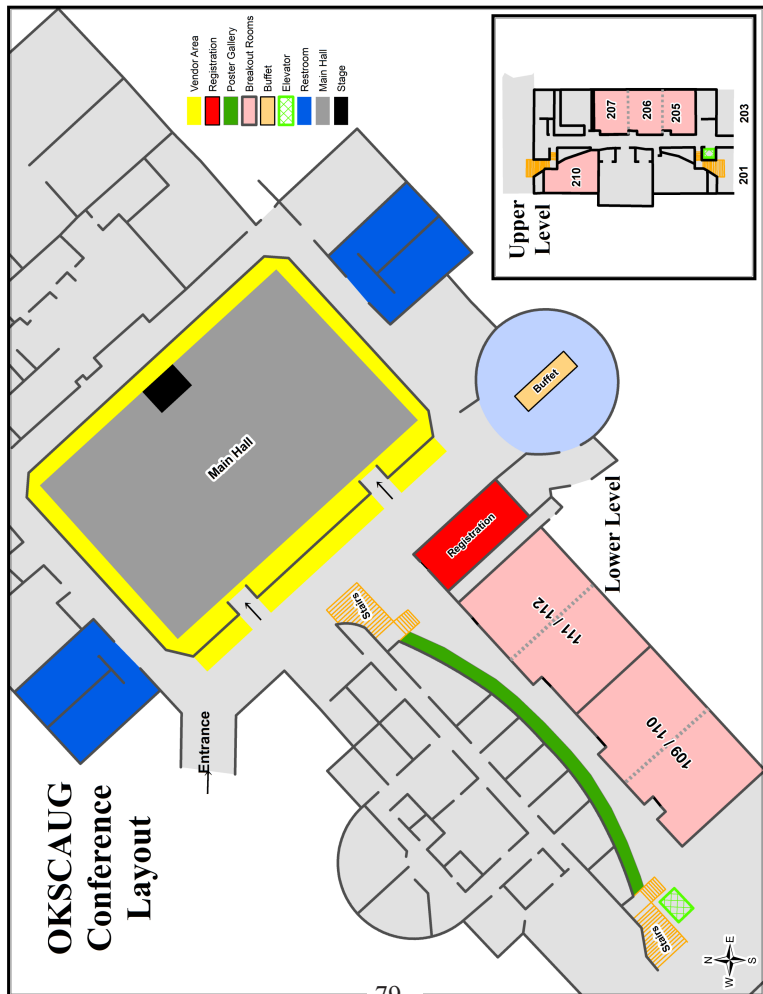 OKSCAUG
Conference
Layout
Vendor Area
Registration
Poster Gallery
Breakout Rooms
Buffet
Elevator
Restroom
Main Hall
Stage
Upper
Level
207
206
205
210
203
201
Main Hall
Buffet
Registration
Lower Level
Stairs
111 / 112
109 / 110
Entrance
Stairs
N
W
E
S